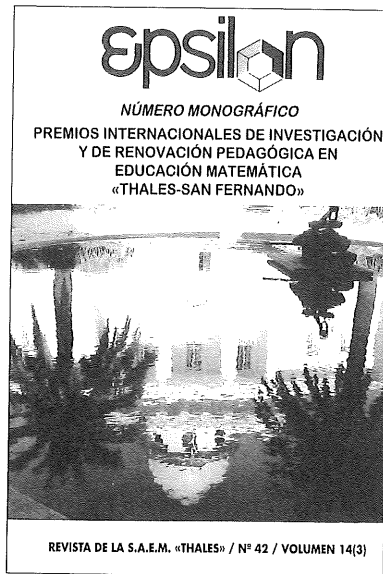 epsilon
NÚMERO MONOGRÁFICO
PREMIOS INTERNACIONALES DE INVESTIGACIÓN
Y DE RENOVACIÓN PEDAGÓGICA EN
EDUCACIÓN MATEMÁTICA
«THALES-SAN FERNANDO»
REVISTA DE LA S.A.E.M. «THALES» / Nº 42 / VOLUMEN 14(3)